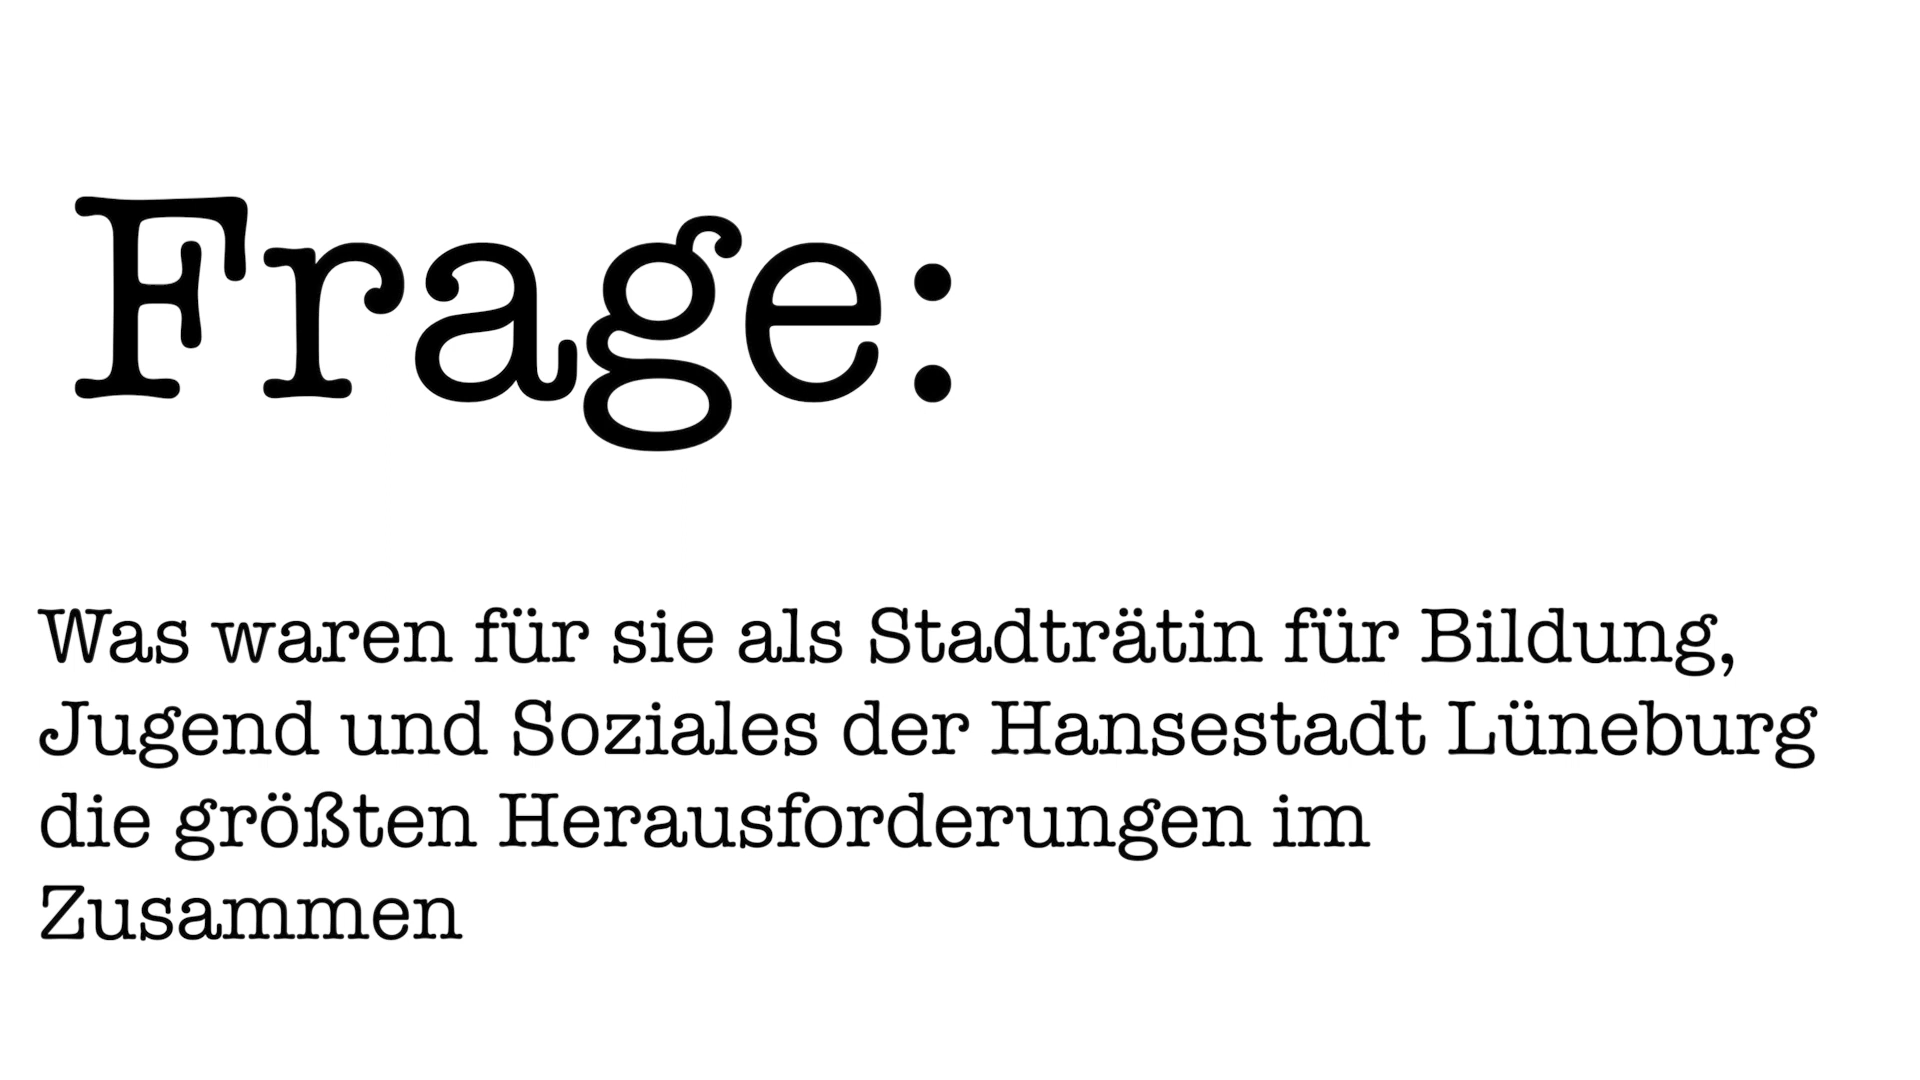 Frage:
Was waren für sie als Stadträtin für Bildung,
Jugend und Soziales der Hansestadt Lüneburg
die größten Herausforderungen im
Zusammen